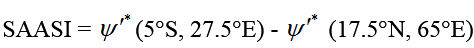 SAASI = ψ′* (5°S, 27.5°E) - ψ′* (17.5°N, 65°E)